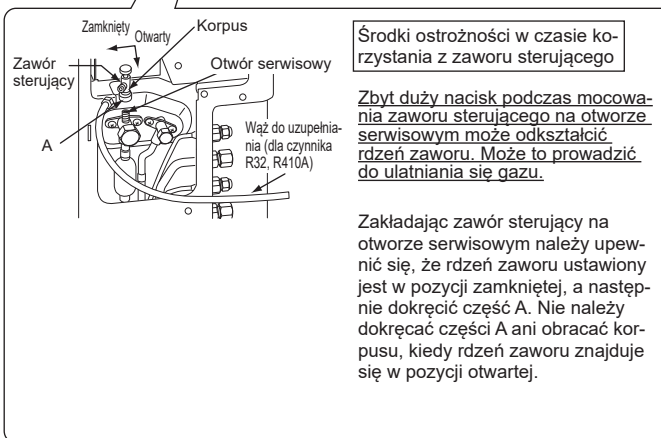 Zamknięty
Otwarty
Korpus
Zawór
sterujący
Otwór serwisowy
A
Wąż do uzupełnia-
nia (dla czynnika
R32, R410A)
Środki ostrożności w czasie ko-
rzystania z zaworu sterującego
Zbyt duży nacisk podczas mocowa-
nia zaworu sterującego na otworze
serwisowym może odkształcić
rdzeń zaworu. Może to prowadzić
do ulatniania się gazu.
Zakładając zawór sterujący na
otworze serwisowym należy upew-
nić się, że rdzeń zaworu ustawiony
jest w pozycji zamkniętej, a następ-
nie dokręcić część A. Nie należy
dokręcać części A ani obracać kor-
pusu, kiedy rdzeń zaworu znajduje
się w pozycji otwartej.